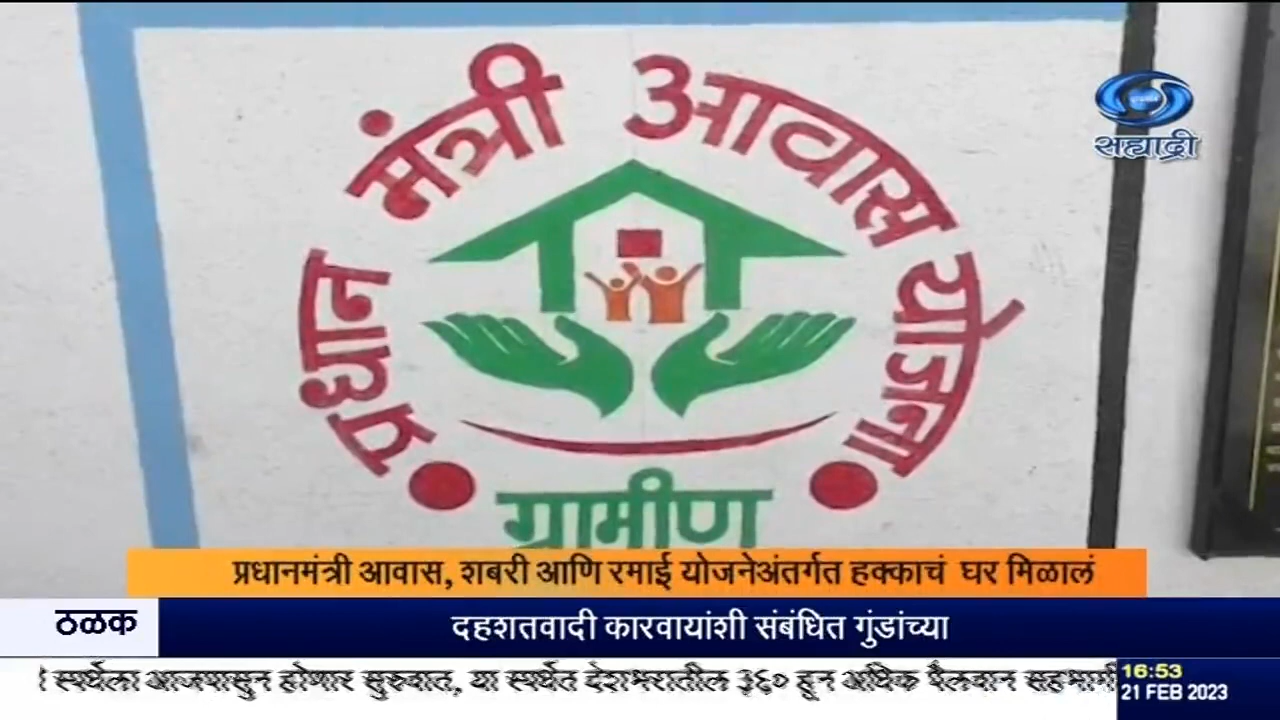 प्रधान मंत्री आवास योजना
ग्रामीण
सह्याद्री
प्रधानमंत्री आवास, शबरी आणि रमाई योजनेअंतर्गत हक्काचं घर मिळालं
ठळक
दहशतवादी कारवायांशी संबंधित गुंडांच्या
स्पर्धेला आजपासुन होणार सुरुवात, या स्पर्धेत देशभरातील ३६० हून अधिक पैलवान सहभागी
16:53
21 FEB 2023